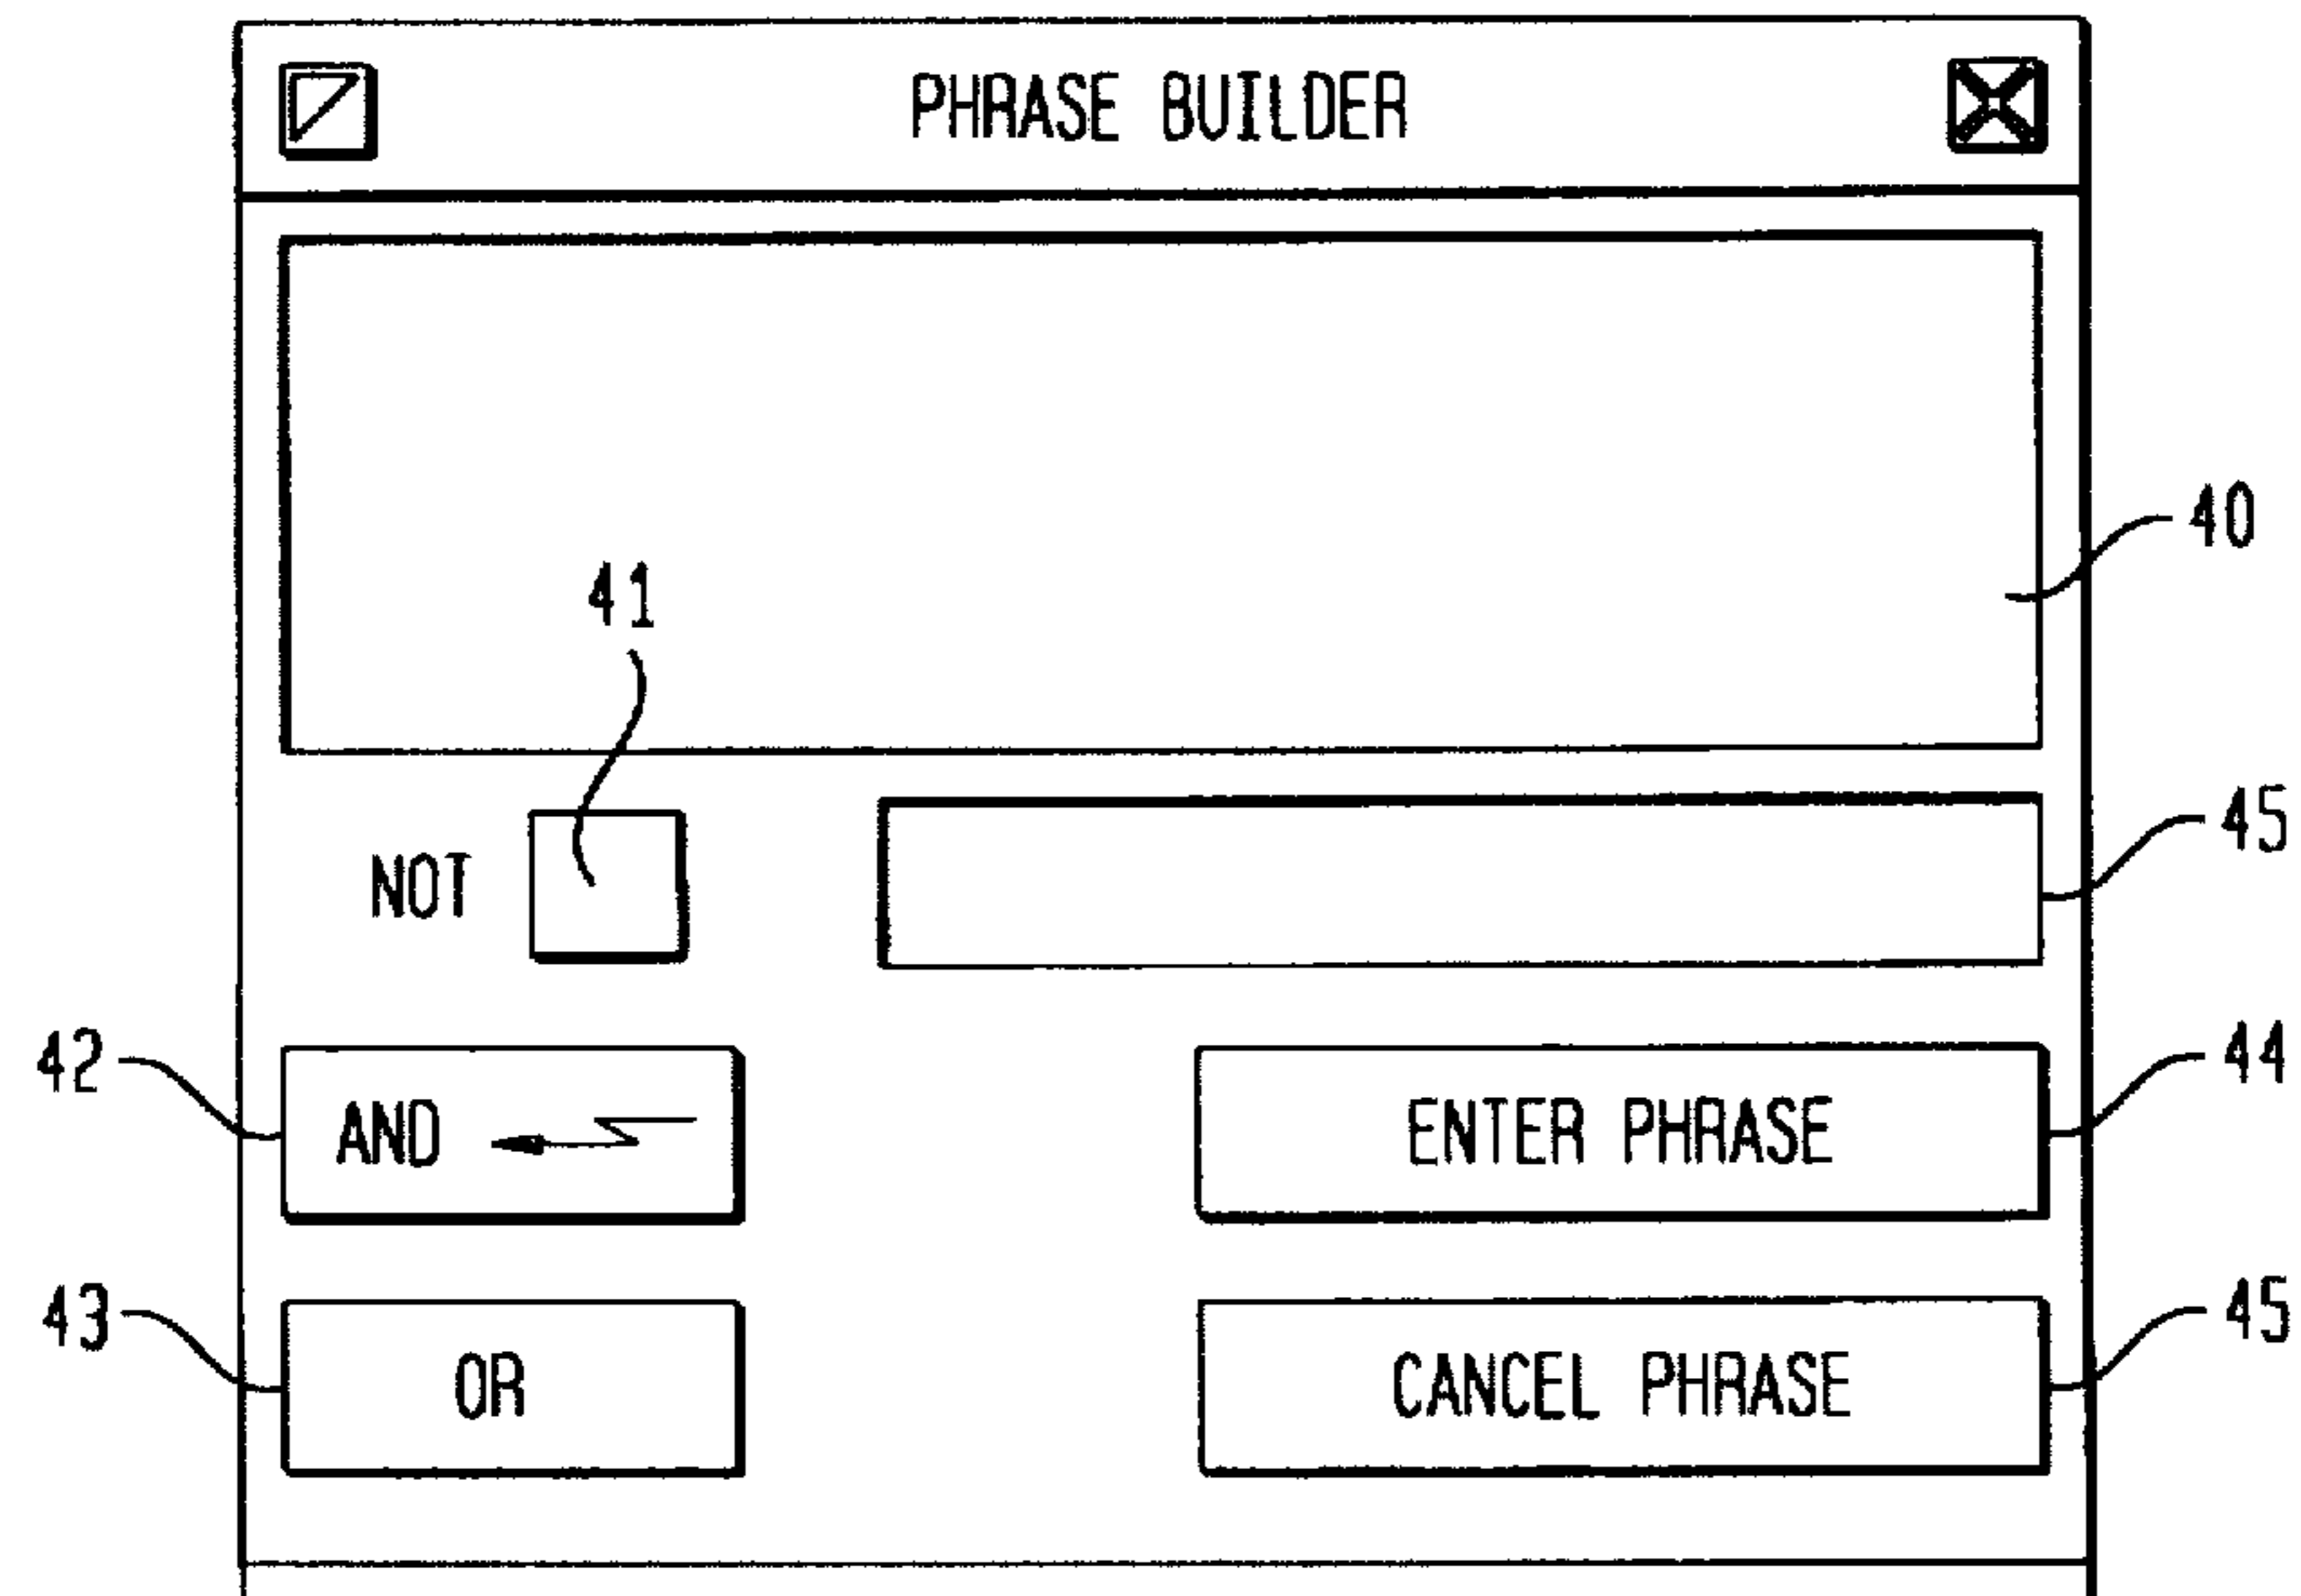 PHRASE BUILDER
40
41
NOT
45
42
AND
ENTER PHRASE
44
43
OR
CANCEL PHRASE
45